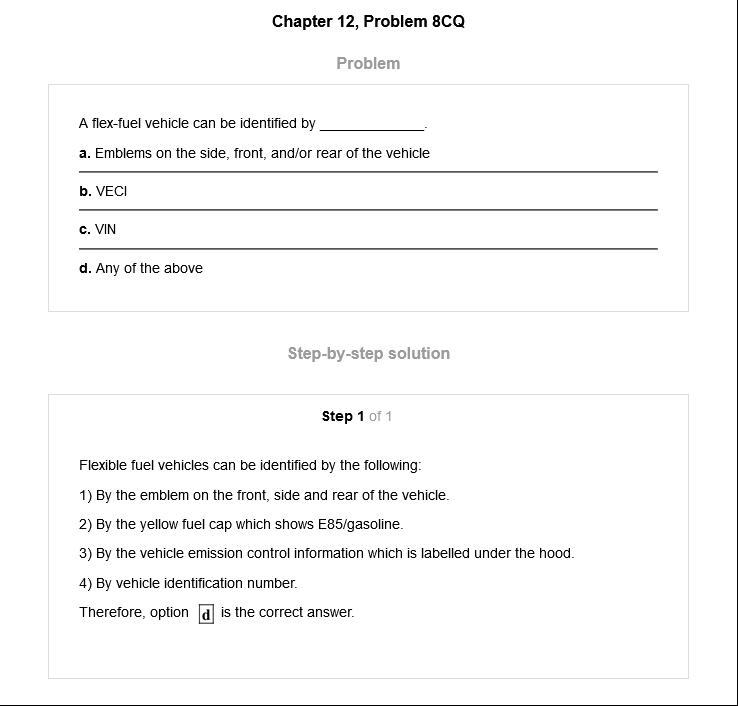 Chapter 12, Problem 8CQ
Problem
A flex-fuel vehicle can be identified by ______________.
a. Emblems on the side, front, and/or rear of the vehicle
b. VECI
c. VIN
d. Any of the above
Step-by-step solution
Step 1 of 1
Flexible fuel vehicles can be identified by the following:
1) By the emblem on the front, side and rear of the vehicle.
2) By the yellow fuel cap which shows E85/gasoline.
3) By the vehicle emission control information which is labelled under the hood.
4) By vehicle identification number.
Therefore, option d is the correct answer.